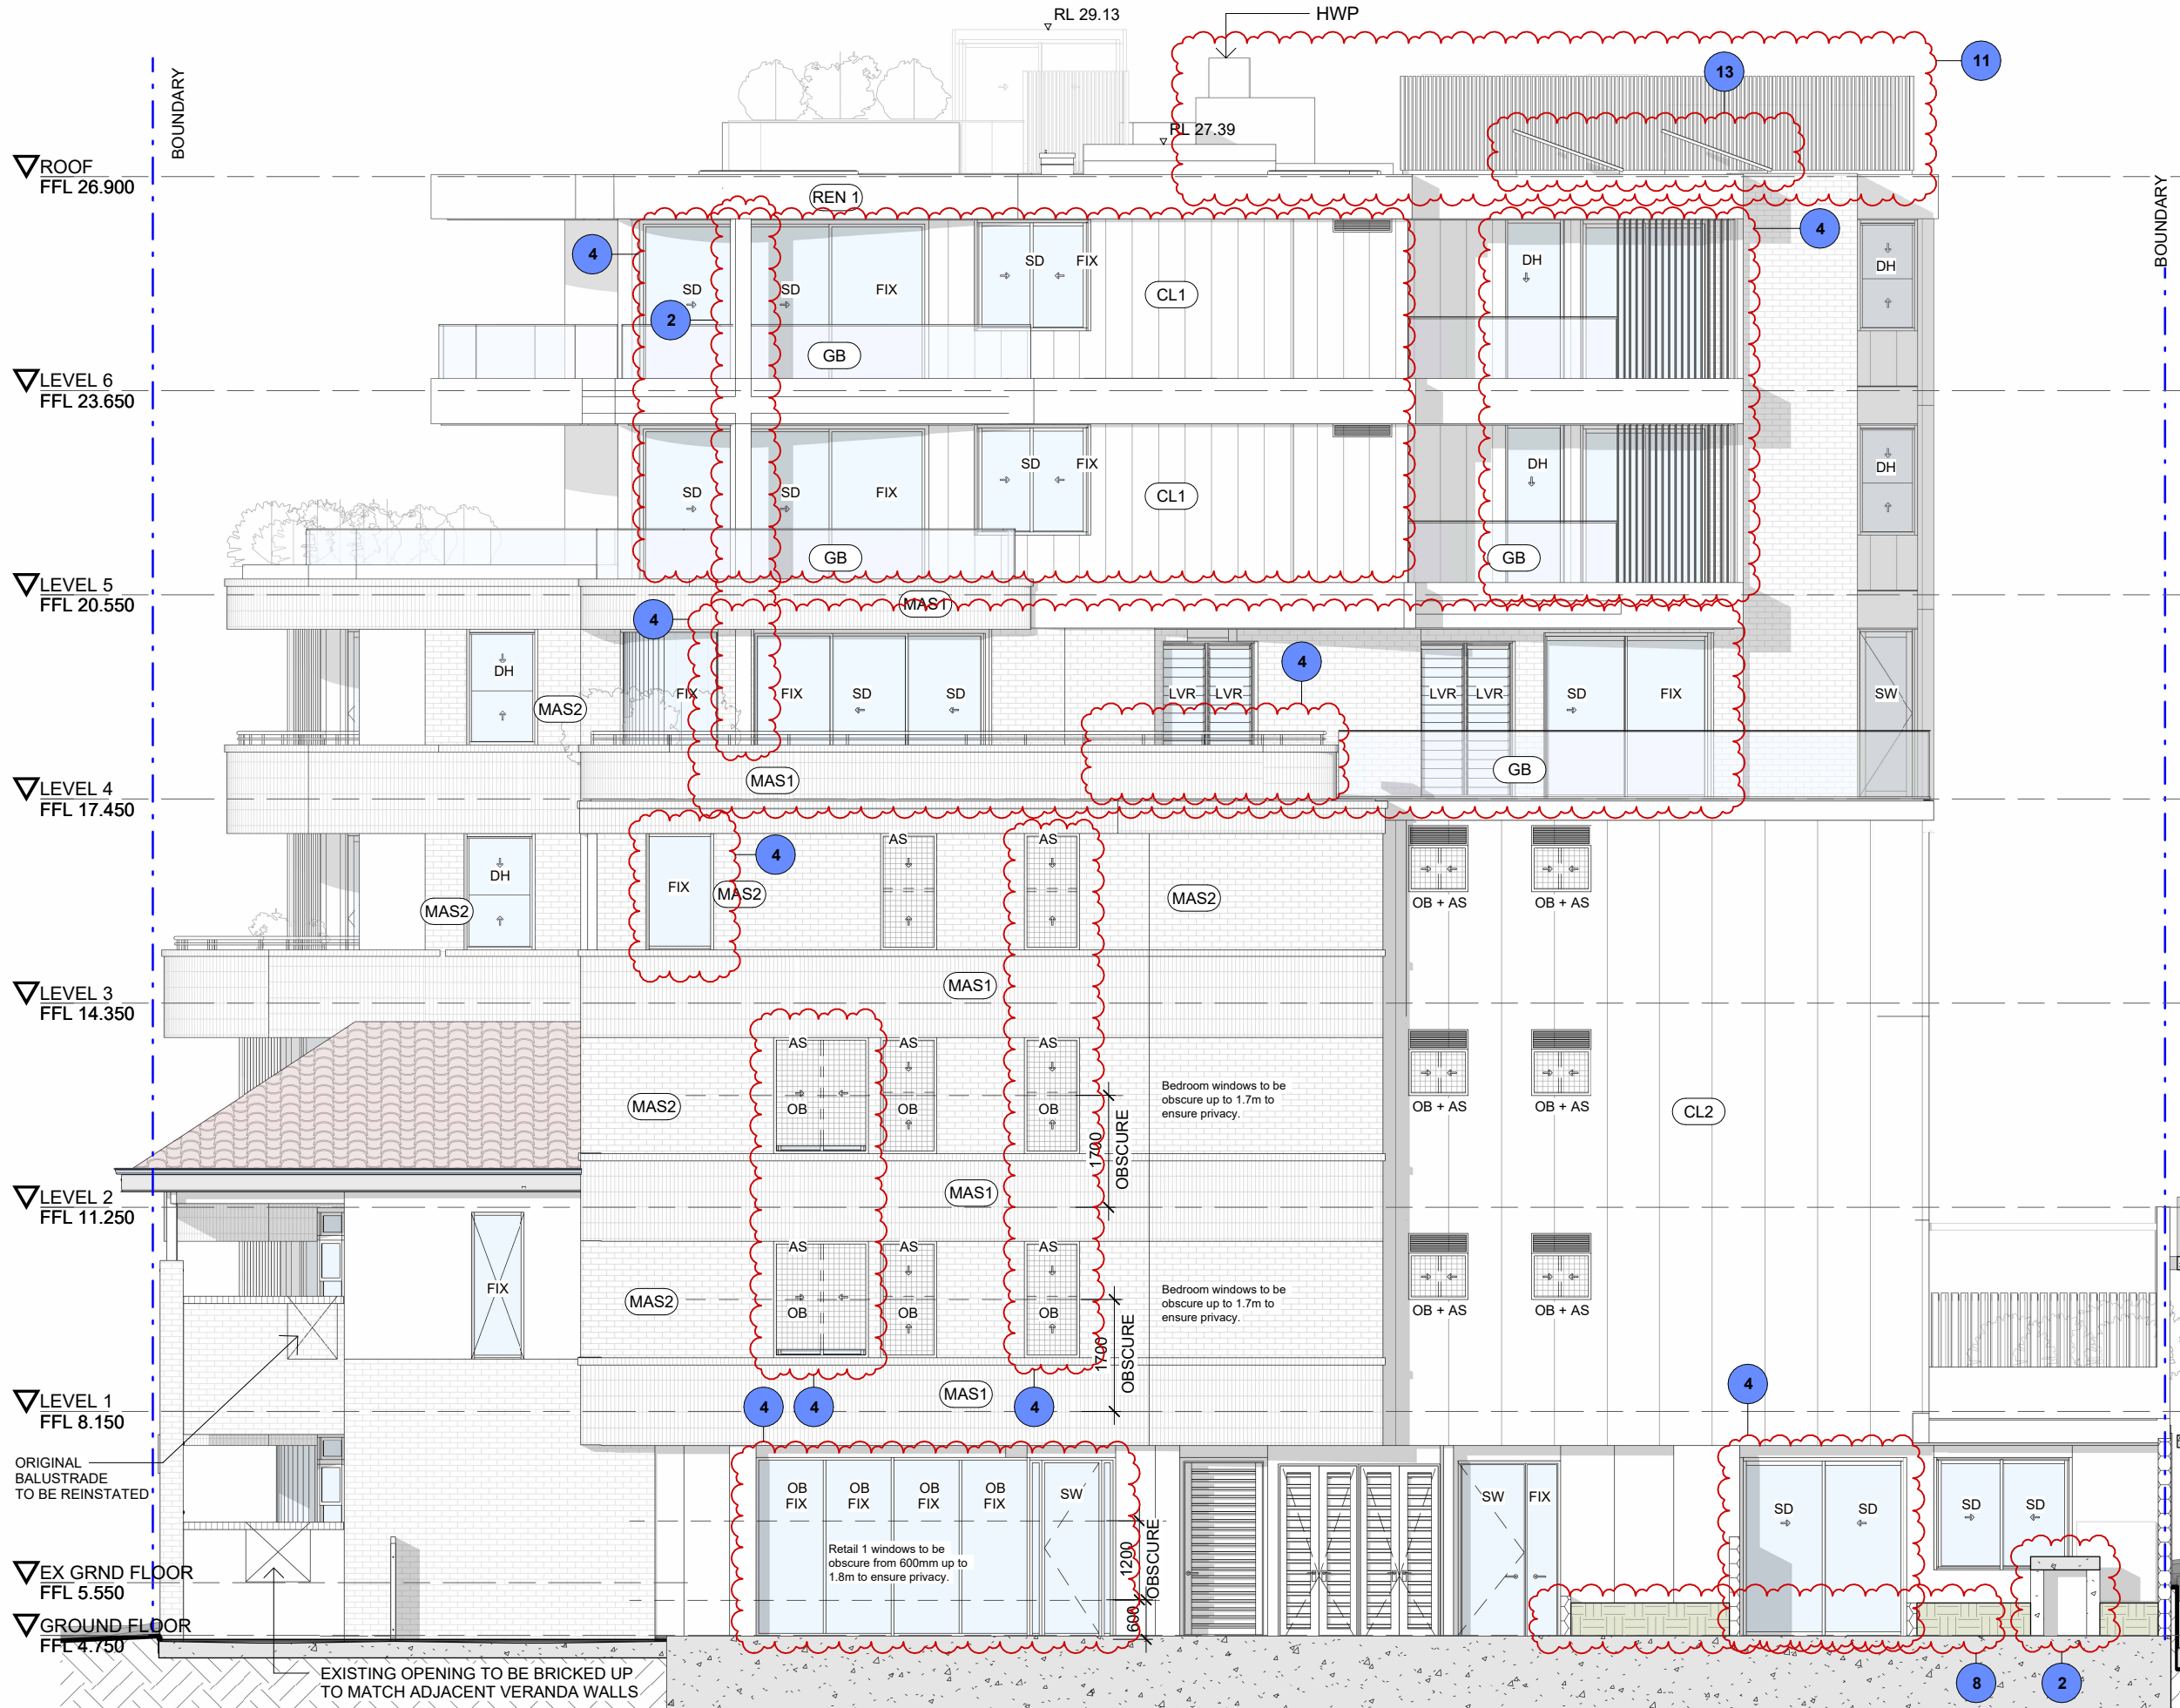 RL 29.13
HWP
11
13
BOUNDARY
RL 27.39
ROOF
FFL 26.900
REN 1
BOUNDARY
4
4
SD
FIX
DH
DH
SD
SD
FIX
CL1
2
GB
LEVEL 6
FFL 23.650
SD
FIX
DH
DH
SD
SD
FIX
CL1
GB
GB
LEVEL 5
FFL 20.550
MAS1
4
4
DH
FIX
FIX
SD
SD
LVR
LVR
LVR
LVR
SD
FIX
SW
MAS2
MAS1
GB
LEVEL 4
FFL 17.450
AS
AS
4
DH
FIX
MAS2
MAS2
MAS2
OB + AS
OB + AS
MAS1
LEVEL 3
FFL 14.350
AS
AS
AS
Bedroom windows to be
obscure up to 1.7m to
ensure privacy.
MAS2
OB
OB
OB
1700
OBSCURE
OB + AS
OB + AS
CL2
MAS1
LEVEL 2
FFL 11.250
AS
AS
AS
FIX
Bedroom windows to be
obscure up to 1.7m to
ensure privacy.
MAS2
OB
OB
OB
1700
OBSCURE
OB + AS
OB + AS
4
MAS1
LEVEL 1
FFL 8.150
4
4
4
ORIGINAL
BALUSTRADE
TO BE REINSTATED
OB
FIX
OB
FIX
OB
FIX
OB
FIX
SW
SW
FIX
SD
SD
SD
SD
Retail 1 windows to be
obscure from 600mm up to
1.8m to ensure privacy.
1200
OBSCURE
600
EX GRND FLOOR
FFL 5.550
GROUND FLOOR
FFL 4.750
EXISTING OPENING TO BE BRICKED UP
TO MATCH ADJACENT VERANDA WALLS
8
2